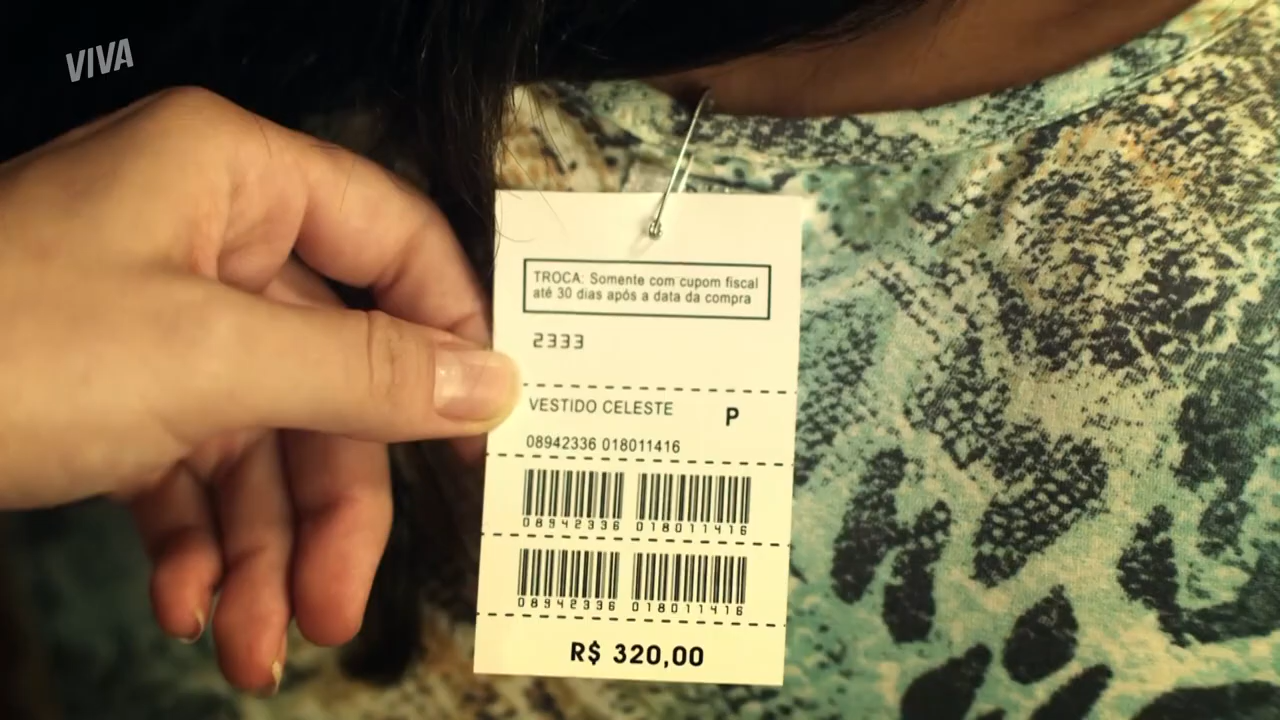 VIVA
TROCA: Somente com cupom fiscal
até 30 dias após a data da compra
2333
VESTIDO CELESTE P
08942336 018011416
08942336 018011416
08942336 018011416
R$ 320,00